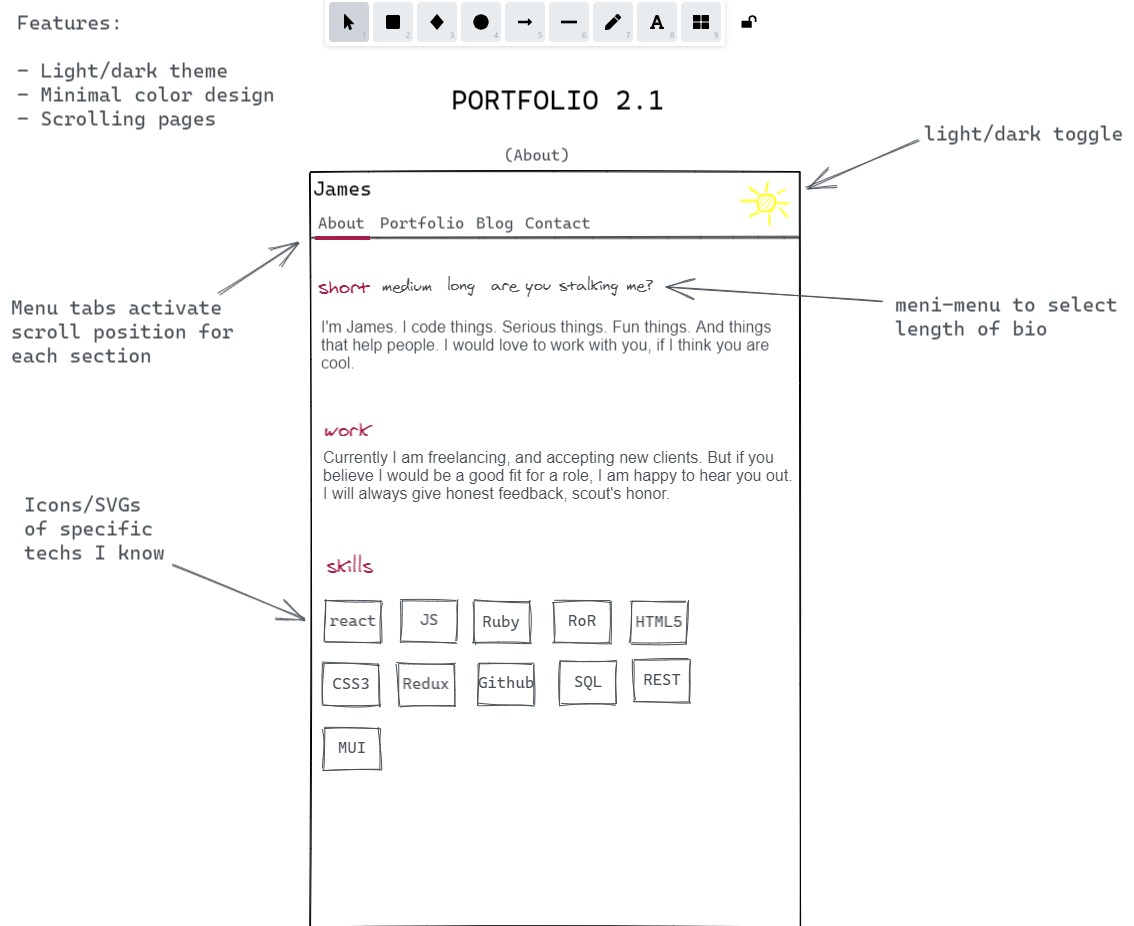 Features:
- Light/dark theme
- Minimal color design
- Scrolling pages
1
2
3
4
5
6
7
8
9
A
PORTFOLIO 2.1
(About)
light/dark toggle
James
About Portfolio Blog Contact
Menu tabs activate
scroll position for
each section
short medium long are you stalking me?
meni-menu to select
length of bio
I'm James. I code things. Serious things. Fun things. And things
that help people. I would love to work with you, if I think you are
cool.
work
Currently I am freelancing, and accepting new clients. But if you
believe I would be a good fit for a role, I am happy to hear you out.
I will always give honest feedback, scout's honor.
Icons/SVGs
of specific
techs I know
skills
react JS Ruby RoR HTML5
CSS3 Redux Github SQL REST
MUI